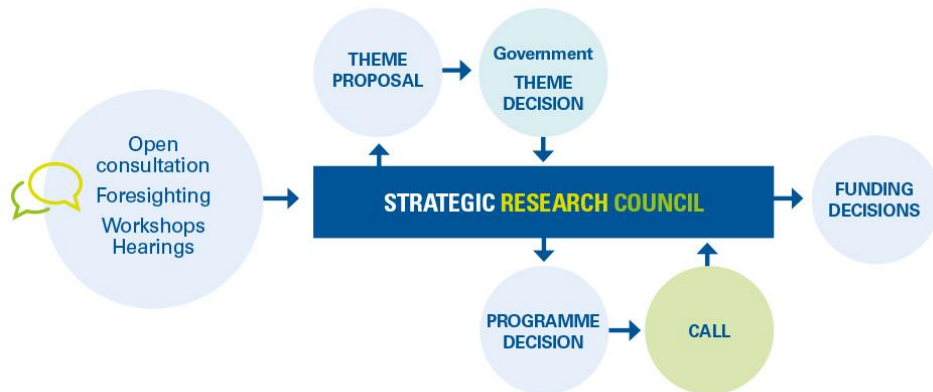 Open
consultation
Foresighting
Workshops
Hearings
THEME
PROPOSAL
Government
THEME
DECISION
STRATEGIC RESEARCH COUNCIL
PROGRAMME
DECISION
CALL
FUNDING
DECISIONS